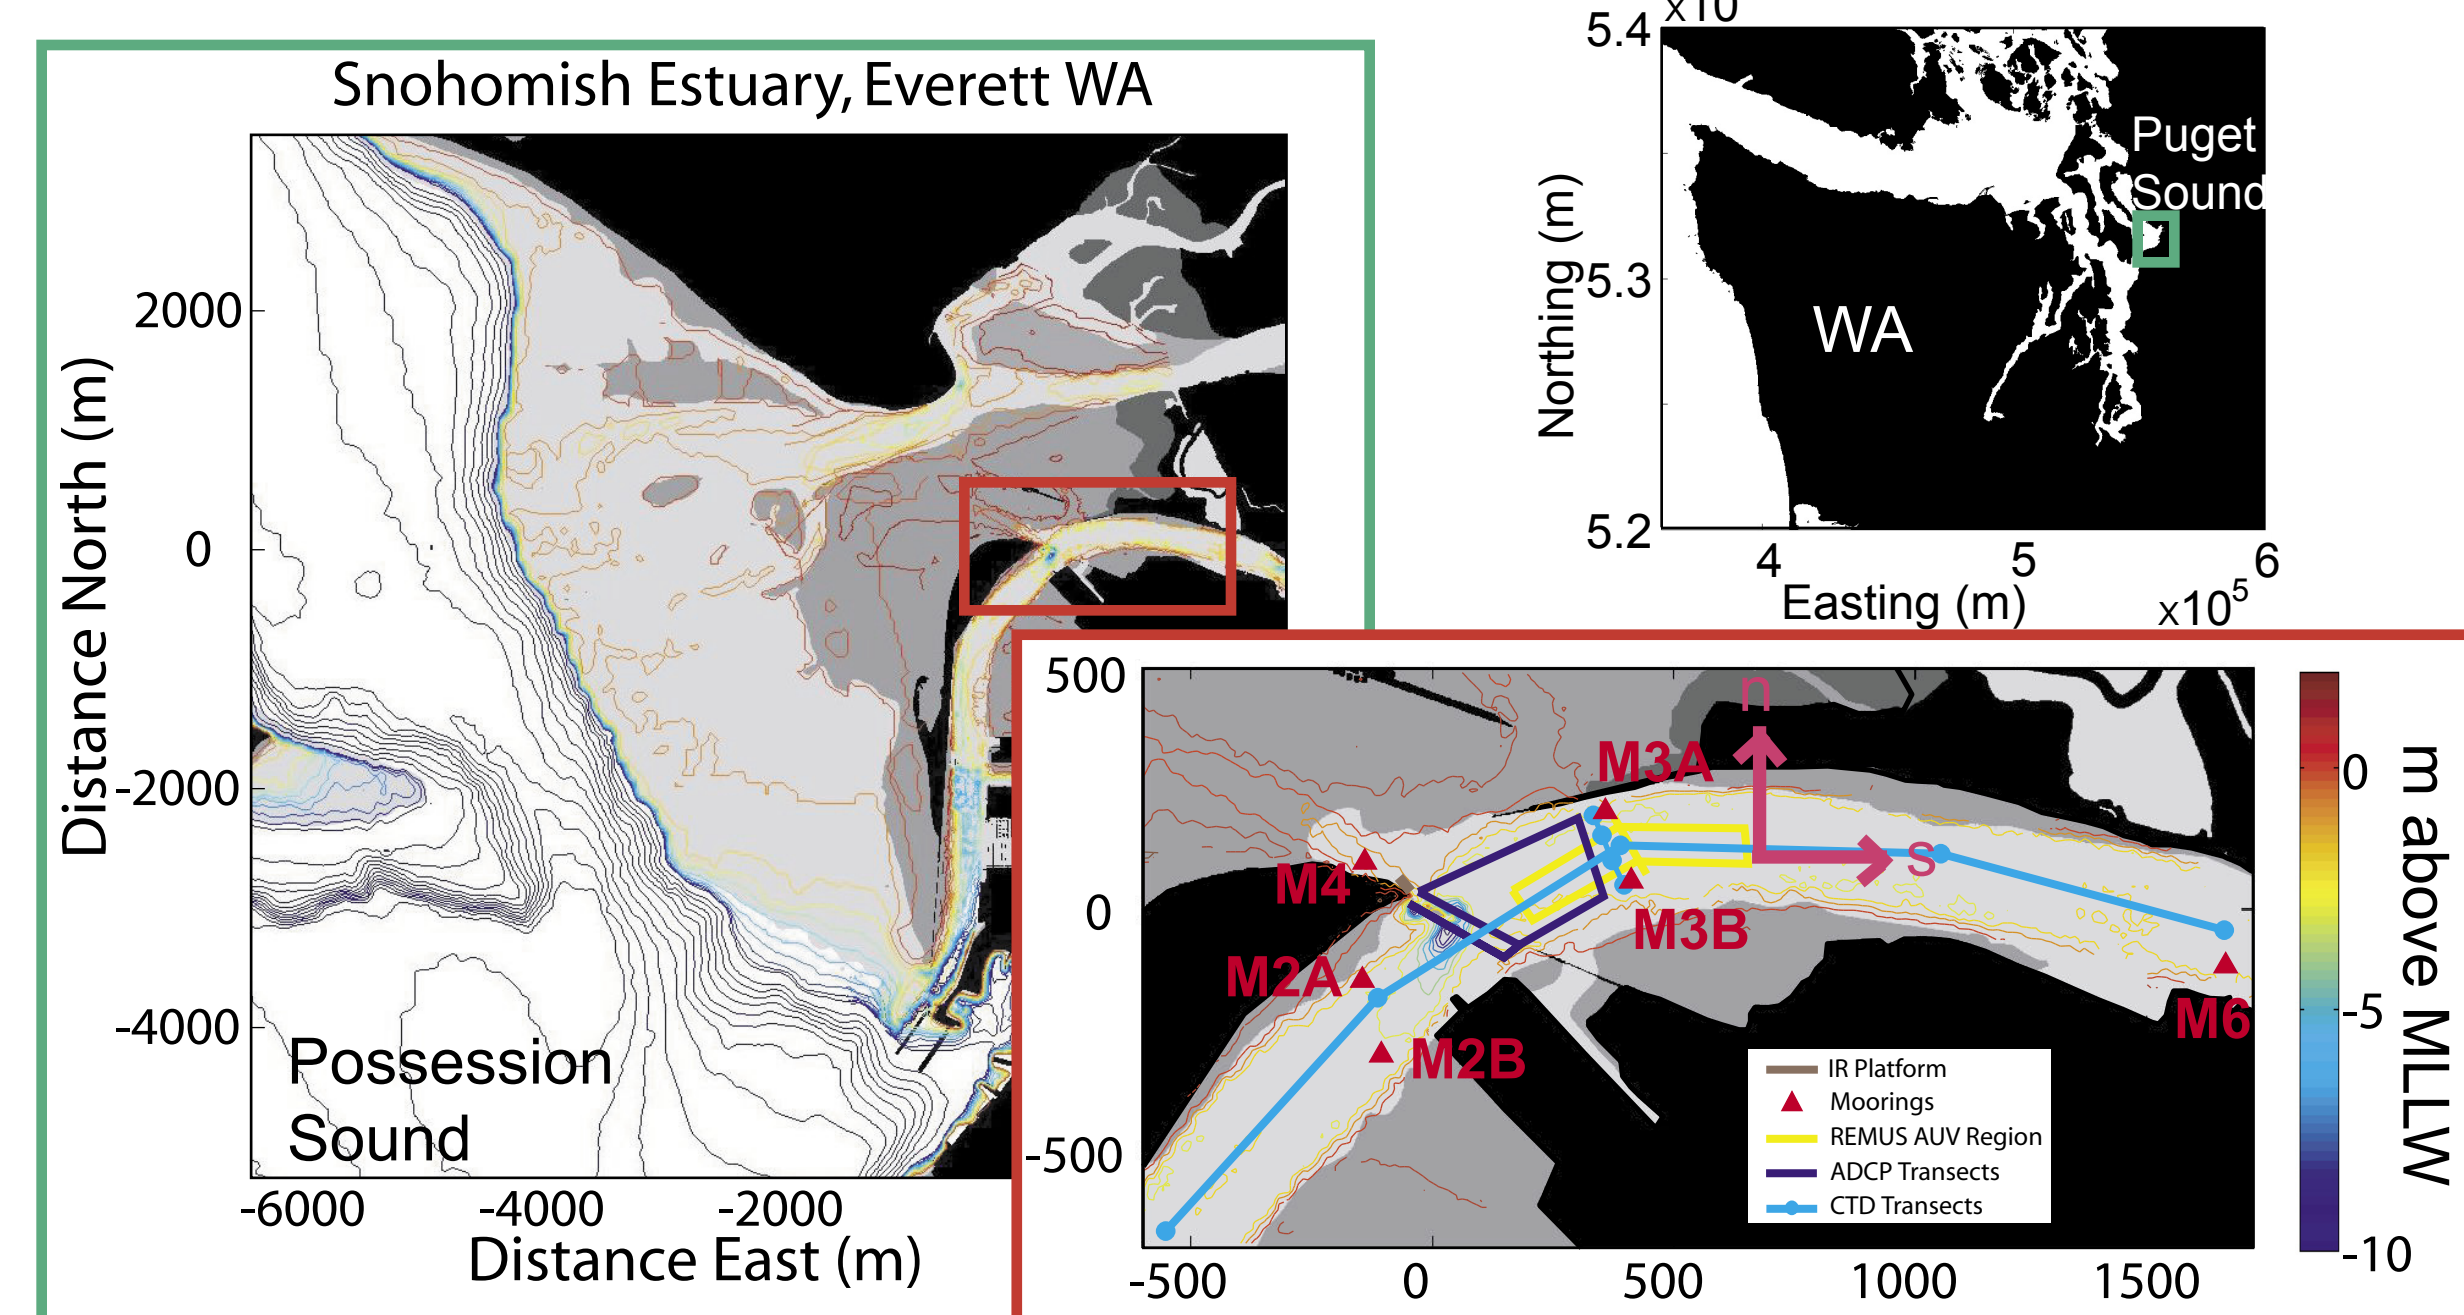 Snohomish Estuary, Everett WA
2000
0
-2000
-4000
Distance North (m)
Possession
Sound
-6000
-4000
-2000
Distance East (m)
x10
5.4
5.3
5.2
Northing (m)
Puget
Sound
WA
4
5
6
Easting (m)
x10⁵
500
0
-500
n
s
M3A
M4
M3B
M2A
M2B
M6
IR Platform
Moorings
REMUS AUV Region
ADCP Transects
CTD Transects
-500
0
500
1000
1500
0
-5
-10
m above MLLW